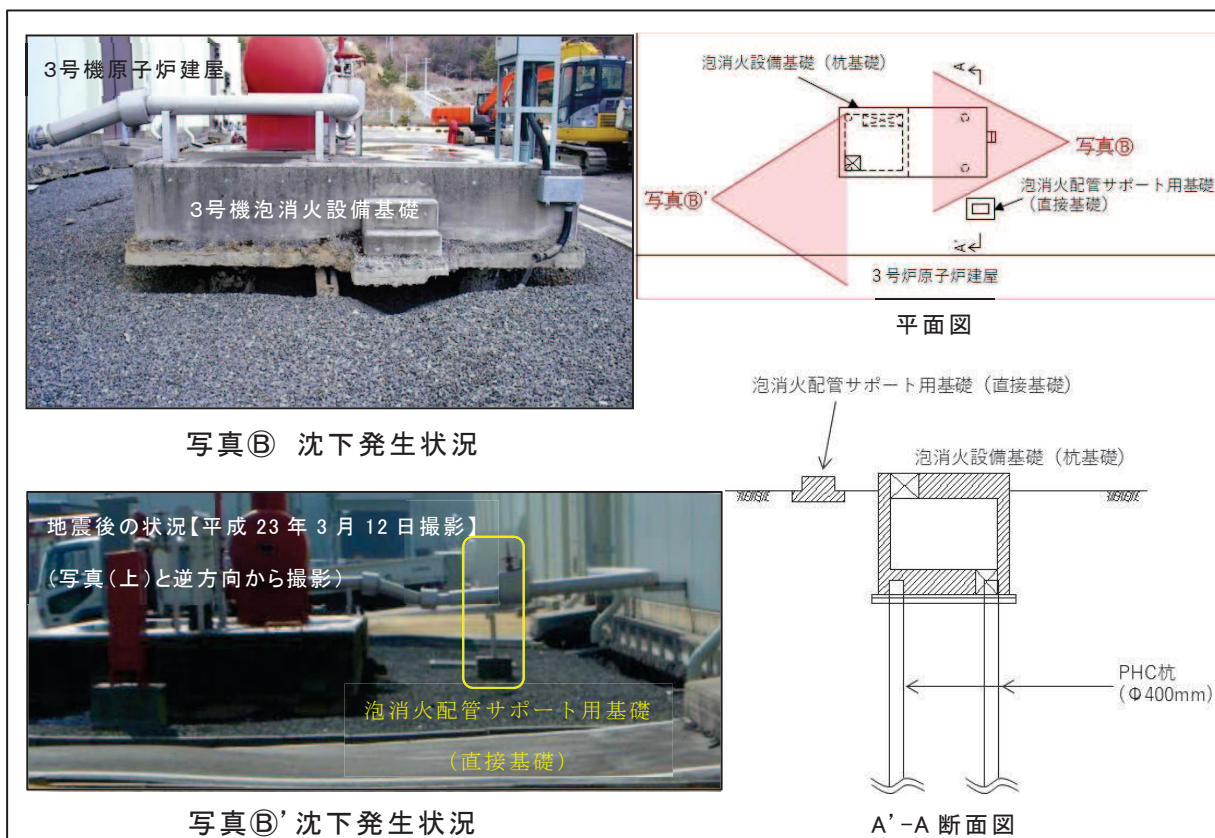 3号機原子炉建屋
3号機泡消火設備基礎
写真Ⓑ 沈下発生状況
地震後の状況【平成 23 年 3 月 12 日撮影】
(写真(上)と逆方向から撮影)
泡消火配管サポート用基礎
(直接基礎)
写真Ⓑ’沈下発生状況
泡消火設備基礎(杭基礎)
A
写真Ⓑ
写真Ⓑ’
泡消火配管サポート用基礎
(直接基礎)
A’
3号炉原子炉建屋
平面図
泡消火配管サポート用基礎(直接基礎)
泡消火設備基礎(杭基礎)
PHC杭
(Φ400mm)
A’-A 断面図